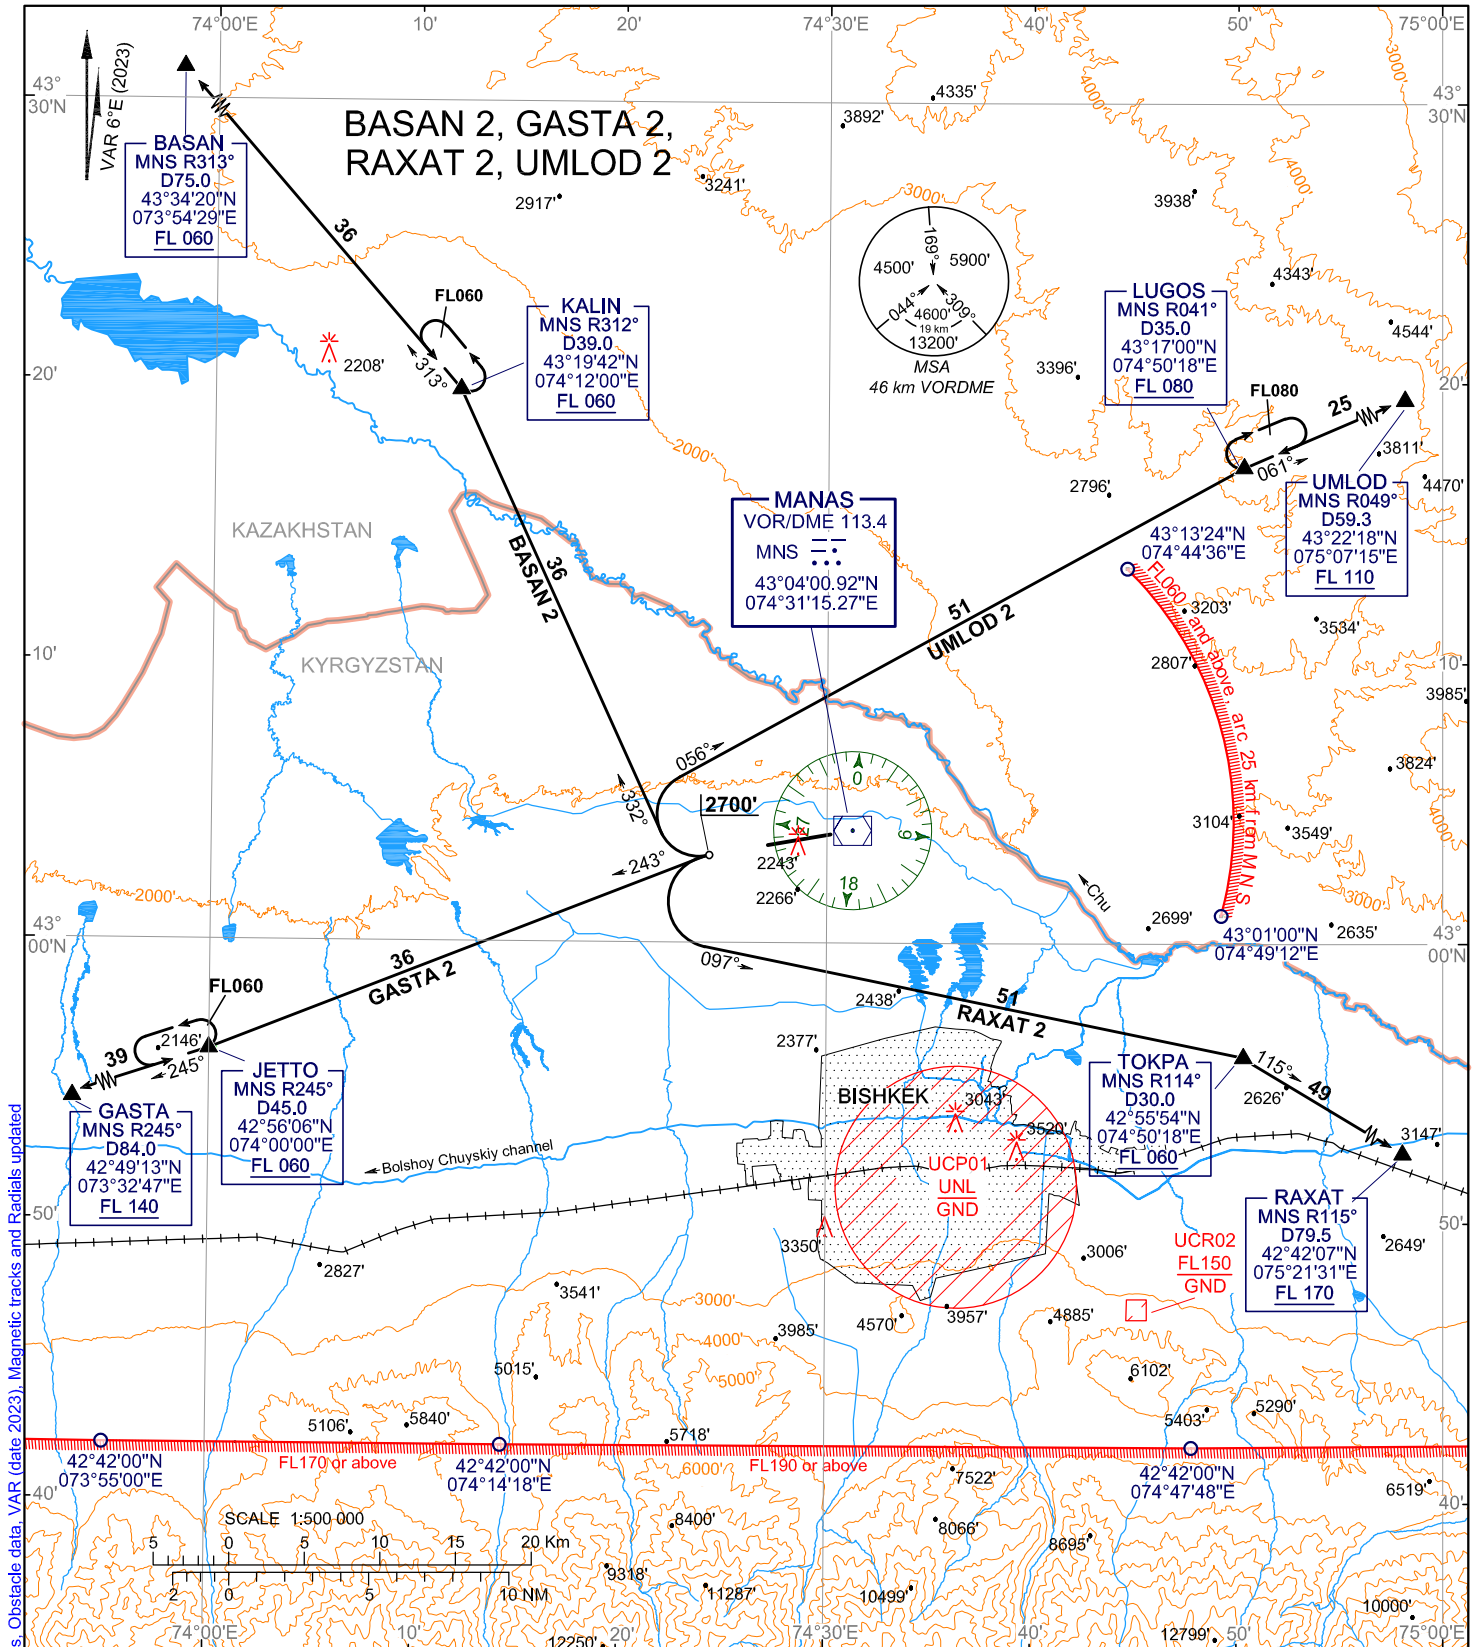 74°00'E
10'
20'
74°30'E
40'
50'
75°00'E
43°
30'N
43°
30'N
VAR 6°E (2023)
BASAN 2, GASTA 2,
RAXAT 2, UMLOD 2
BASAN
MNS R313°
D75.0
43°34'20"N
073°54'29"E
FL 060
2917'
3241'
3892'
4335'
3000'
4000'
3000'
4000'
3938'
4343'
4544'
36
FL060
313°
2208'
KALIN
MNS R312°
D39.0
43°19'42"N
074°12'00"E
FL 060
169°
4500'
5900'
044°
309°
4600'
19 km
13200'
MSA
46 km VORDME
3396'
LUGOS
MNS R041°
D35.0
43°17'00"N
074°50'18"E
FL 080
FL080
25
061°
20'
20'
3811'
4470'
UMLOD
MNS R049°
D59.3
43°22'18"N
075°07'15"E
FL 110
2000'
2796'
KAZAKHSTAN
KYRGYZSTAN
36
BASAN 2
MANAS
VOR/DME 113.4
MNS
43°04'00.92"N
074°31'15.27"E
43°13'24"N
074°44'36"E
FL060 and above, arc 25 km from MNS
3203'
3534'
2807'
51
UMLOD 2
10'
10'
3985'
3824'
4000'
056°
332°
2700'
243°
0
9
18
27
2243'
2266'
3104'
3549'
3000'
Chu
2699'
2635'
43°01'00"N
074°49'12"E
2000'
43°
00'N
43°
00'N
097°
36
GASTA 2
FL060
2146'
39
245°
51
RAXAT 2
2438'
2377'
JETTO
MNS R245°
D45.0
42°56'06"N
074°00'00"E
FL 060
GASTA
MNS R245°
D84.0
42°49'13"N
073°32'47"E
FL 140
Bolshoy Chuyskiy channel
BISHKEK
3043'
3520'
UCP01
UNL
GND
TOKPA
MNS R114°
D30.0
42°55'54"N
074°50'18"E
FL 060
115°
49
2626'
3147'
RAXAT
MNS R115°
D79.5
42°42'07"N
075°21'31"E
FL 170
UCR02
FL150
GND
50'
50'
2649'
3350'
3006'
2827'
3541'
3000'
4000'
5000'
3985'
4570'
3957'
4885'
5015'
6102'
5106'
5840'
5718'
5403'
5290'
FL170 or above
FL190 or above
42°42'00"N
073°55'00"E
42°42'00"N
074°14'18"E
42°42'00"N
074°47'48"E
6000'
7522'
6519'
40'
40'
8400'
8066'
8695'
9318'
11287'
10499'
10000'
12250'
12799'
SCALE 1:500 000
5
0
5
10
15
20 Km
2
0
5
10 NM
74°00'E
10'
20'
74°30'E
40'
50'
75°00'E
s, Obstacle data, VAR (date 2023), Magnetic tracks and Radials updated